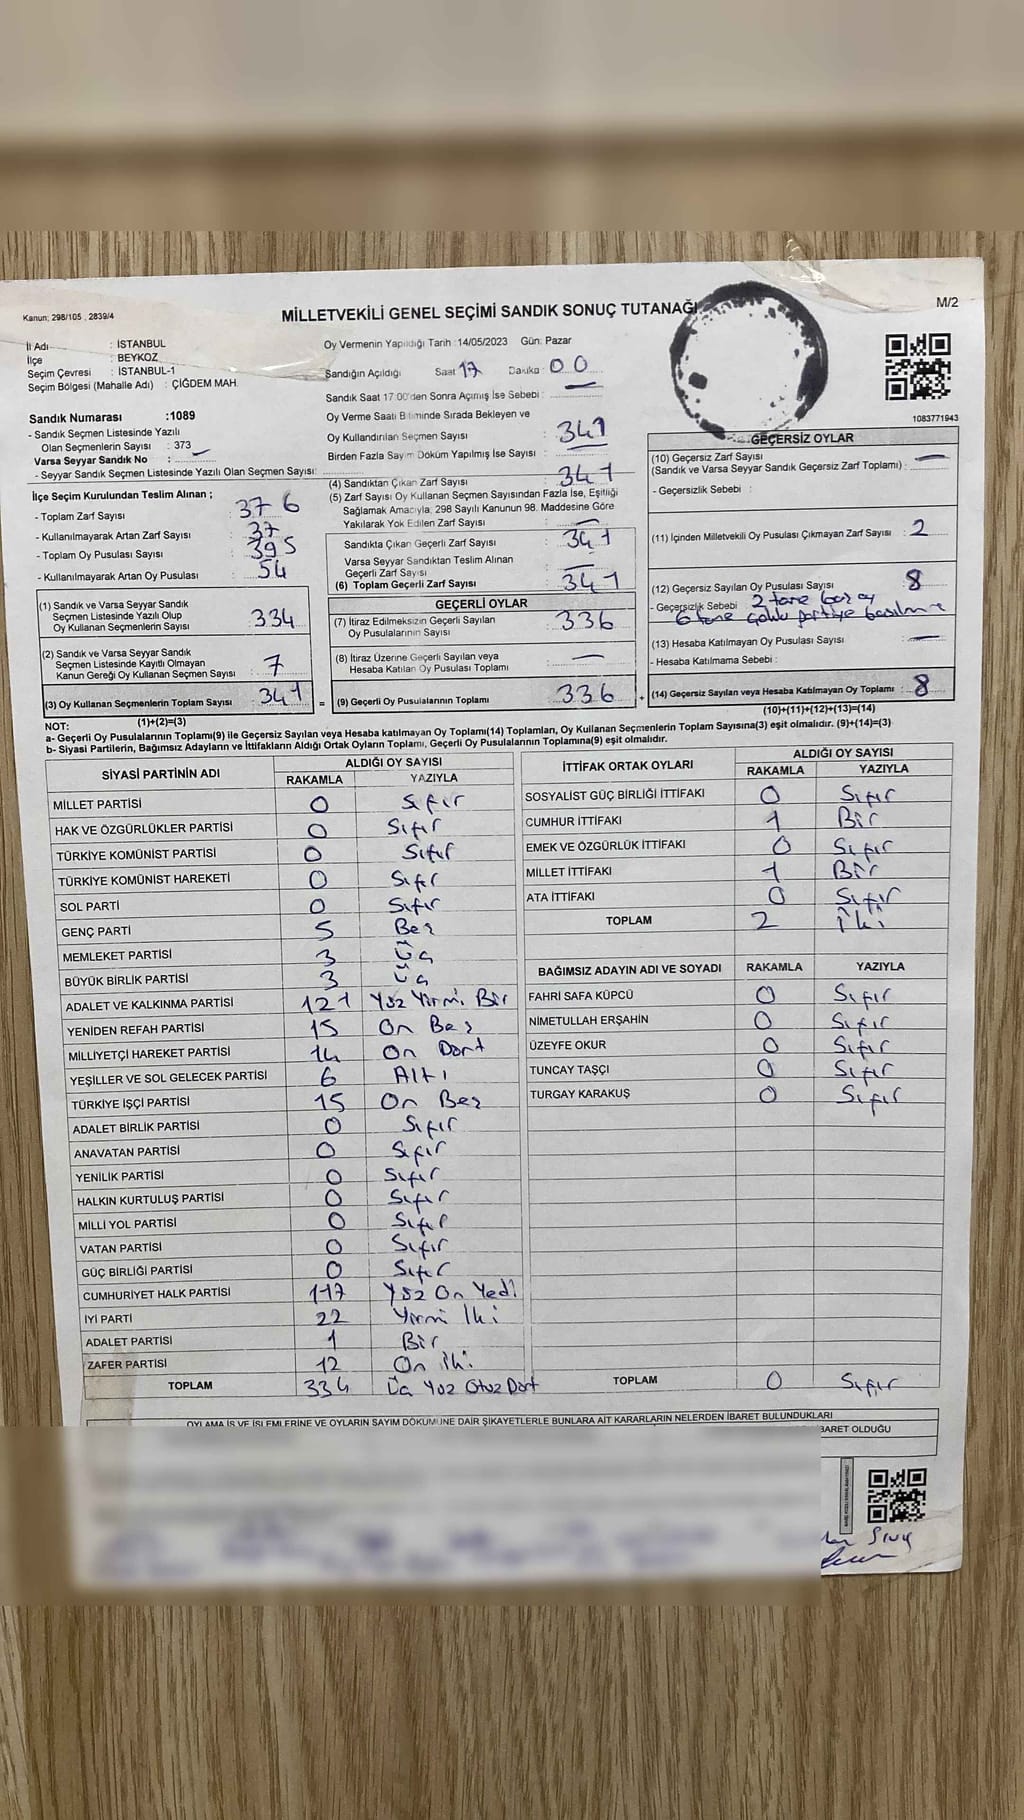 Kanun; 298/105 , 2839/4
MİLLETVEKİLİ GENEL SEÇİMİ SANDIK SONUÇ TUTANAĞI
M/2
İl Adı : İSTANBUL
İlçe : BEYKOZ
Seçim Çevresi : İSTANBUL-1
Seçim Bölgesi (Mahalle Adı) : ÇİĞDEM MAH.
Sandık Numarası :1089
- Sandık Seçmen Listesinde Yazılı
Olan Seçmenlerin Sayısı : 373
Varsa Seyyar Sandık No : —
- Seyyar Sandık Seçmen Listesinde Yazılı Olan Seçmen Sayısı:
Oy Vermenin Yapıldığı Tarih :14/05/2023 Gün: Pazar
Sandığın Açıldığı Saat 17 Dakika : 00
Sandık Saat 17:00'den Sonra Açımış İse Sebebi : —
Oy Verme Saati Bitiminde Sırada Bekleyen ve
Oy Kullandırılan Seçmen Sayısı : 341
Birden Fazla Sayım Döküm Yapılmış İse Sayısı : —
1083771943
İlçe Seçim Kurulundan Teslim Alınan ;
- Toplam Zarf Sayısı : 376
- Kullanılmayarak Artan Zarf Sayısı : 37
- Toplam Oy Pusulası Sayısı : 395
- Kullanılmayarak Artan Oy Pusulası : 54
(1) Sandık ve Varsa Seyyar Sandık
Seçmen Listesinde Yazılı Olup
Oy Kullanan Seçmenlerin Sayısı : 334
(2) Sandık ve Varsa Seyyar Sandık
Seçmen Listesinde Kayıtlı Olmayan
Kanun Gereği Oy Kullanan Seçmen Sayısı : 7
(3) Oy Kullanan Seçmenlerin Toplam Sayısı : 341
(1)+(2)=(3)
(4) Sandıktan Çıkan Zarf Sayısı : 341
(5) Zarf Sayısı Oy Kullanan Seçmen Sayısından Fazla İse, Eşitliği
Sağlamak Amacıyla; 298 Sayılı Kanunun 98. Maddesine Göre
Yakılarak Yok Edilen Zarf Sayısı : —
Sandıkta Çıkan Geçerli Zarf Sayısı : 341
Varsa Seyyar Sandıktan Teslim Alınan
Geçerli Zarf Sayısı : —
(6) Toplam Geçerli Zarf Sayısı : 341
GEÇERLİ OYLAR
(7) İtiraz Edilmeksizin Geçerli Sayılan
Oy Pusulalarının Sayısı : 336
(8) İtiraz Üzerine Geçerli Sayılan veya
Hesaba Katılan Oy Pusulası Toplamı : —
= (9) Geçerli Oy Pusulalarının Toplamı : 336 +
GEÇERSİZ OYLAR
(10) Geçersiz Zarf Sayısı
(Sandık ve Varsa Seyyar Sandık Geçersiz Zarf Toplamı) : —
- Geçersizlik Sebebi :
(11) İçinden Milletvekili Oy Pusulası Çıkmayan Zarf Sayısı : 2
(12) Geçersiz Sayılan Oy Pusulası Sayısı : 8
- Geçersizlik Sebebi : 2 tane boş oy
6 tane çoklu partiye basılma
(13) Hesaba Katılmayan Oy Pusulası Sayısı : —
- Hesaba Katılmama Sebebi :
(14) Geçersiz Sayılan veya Hesaba Katılmayan Oy Toplamı : 8
(10)+(11)+(12)+(13)=(14)
NOT:
a- Geçerli Oy Pusulalarının Toplamı(9) ile Geçersiz Sayılan veya Hesaba katılmayan Oy Toplamı(14) Toplamları, Oy Kullanan Seçmenlerin Toplam Sayısına(3) eşit olmalıdır. (9)+(14)=(3)
b- Siyasi Partilerin, Bağımsız Adayların ve İttifakların Aldığı Ortak Oyların Toplamı, Geçerli Oy Pusulalarının Toplamına(9) eşit olmalıdır.
SİYASİ PARTİNİN ADI ALDIĞI OY SAYISI
RAKAMLA YAZIYLA
MİLLET PARTİSİ 0 Sıfır
HAK VE ÖZGÜRLÜKLER PARTİSİ 0 Sıfır
TÜRKİYE KOMÜNİST PARTİSİ 0 Sıfır
TÜRKİYE KOMÜNİST HAREKETİ 0 Sıfır
SOL PARTİ 0 Sıfır
GENÇ PARTİ 5 Beş
MEMLEKET PARTİSİ 3 Üç
BÜYÜK BİRLİK PARTİSİ 3 Üç
ADALET VE KALKINMA PARTİSİ 121 Yüz Yirmi Bir
YENİDEN REFAH PARTİSİ 15 On Beş
MİLLİYETÇİ HAREKET PARTİSİ 14 On Dört
YEŞİLLER VE SOL GELECEK PARTİSİ 6 Altı
TÜRKİYE İŞÇİ PARTİSİ 15 On Beş
ADALET BİRLİK PARTİSİ 0 Sıfır
ANAVATAN PARTİSİ 0 Sıfır
YENİLİK PARTİSİ 0 Sıfır
HALKIN KURTULUŞ PARTİSİ 0 Sıfır
MİLLİ YOL PARTİSİ 0 Sıfır
VATAN PARTİSİ 0 Sıfır
GÜÇ BİRLİĞİ PARTİSİ 0 Sıfır
CUMHURİYET HALK PARTİSİ 117 Yüz On Yedi
İYİ PARTİ 22 Yirmi İki
ADALET PARTİSİ 1 Bir
ZAFER PARTİSİ 12 On iki
TOPLAM 334 Üç Yüz Otuz Dört
İTTİFAK ORTAK OYLARI ALDIĞI OY SAYISI
RAKAMLA YAZIYLA
SOSYALİST GÜÇ BİRLİĞİ İTTİFAKI 0 Sıfır
CUMHUR İTTİFAKI 1 Bir
EMEK VE ÖZGÜRLÜK İTTİFAKI 0 Sıfır
MİLLET İTTİFAKI 1 Bir
ATA İTTİFAKI 0 Sıfır
TOPLAM 2 İki
BAĞIMSIZ ADAYIN ADI VE SOYADI RAKAMLA YAZIYLA
FAHRİ SAFA KÜPCÜ 0 Sıfır
NİMETULLAH ERŞAHİN 0 Sıfır
ÜZEYFE OKUR 0 Sıfır
TUNCAY TAŞÇI 0 Sıfır
TURGAY KARAKUŞ 0 Sıfır
TOPLAM 0 Sıfır
OYLAMA İŞ VE İŞLEMLERİNE VE OYLARIN SAYIM DÖKÜMÜNE DAİR ŞİKAYETLERLE BUNLARA AİT KARARLARIN NELERDEN İBARET BULUNDUKLARI
İBARET OLDUĞU